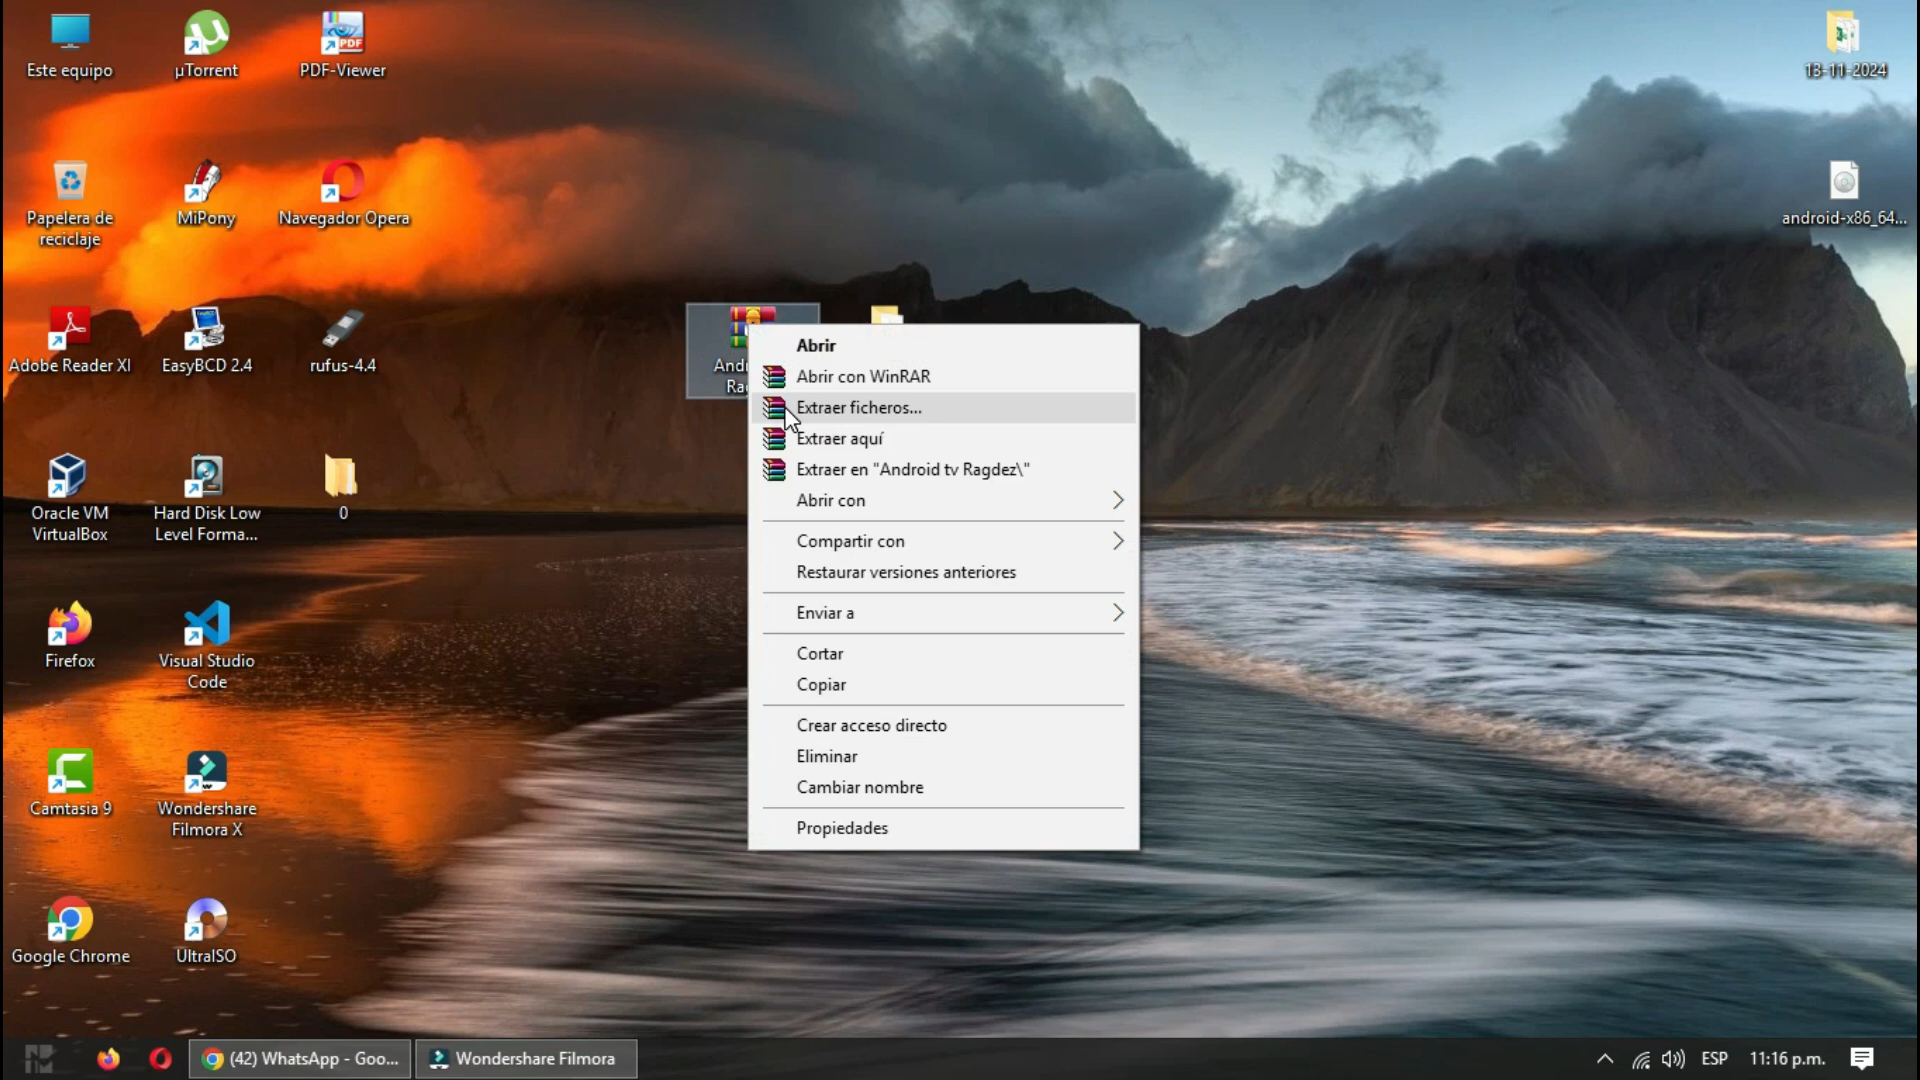 Este equipo
µTorrent
PDF-Viewer
13-11-2024
Papelera de
reciclaje
MiPony
Navegador Opera
android-x86_64...
Adobe Reader XI
EasyBCD 2.4
rufus-4.4
Oracle VM
VirtualBox
Hard Disk Low
Level Forma...
0
Firefox
Visual Studio
Code
Camtasia 9
Wondershare
Filmora X
Google Chrome
UltraISO
Abrir
Abrir con WinRAR
Extraer ficheros...
Extraer aquí
Extraer en "Android tv Ragdez\"
Abrir con
Compartir con
Restaurar versiones anteriores
Enviar a
Cortar
Copiar
Crear acceso directo
Eliminar
Cambiar nombre
Propiedades
(42) WhatsApp - Goo...
Wondershare Filmora
ESP
11:16 p.m.